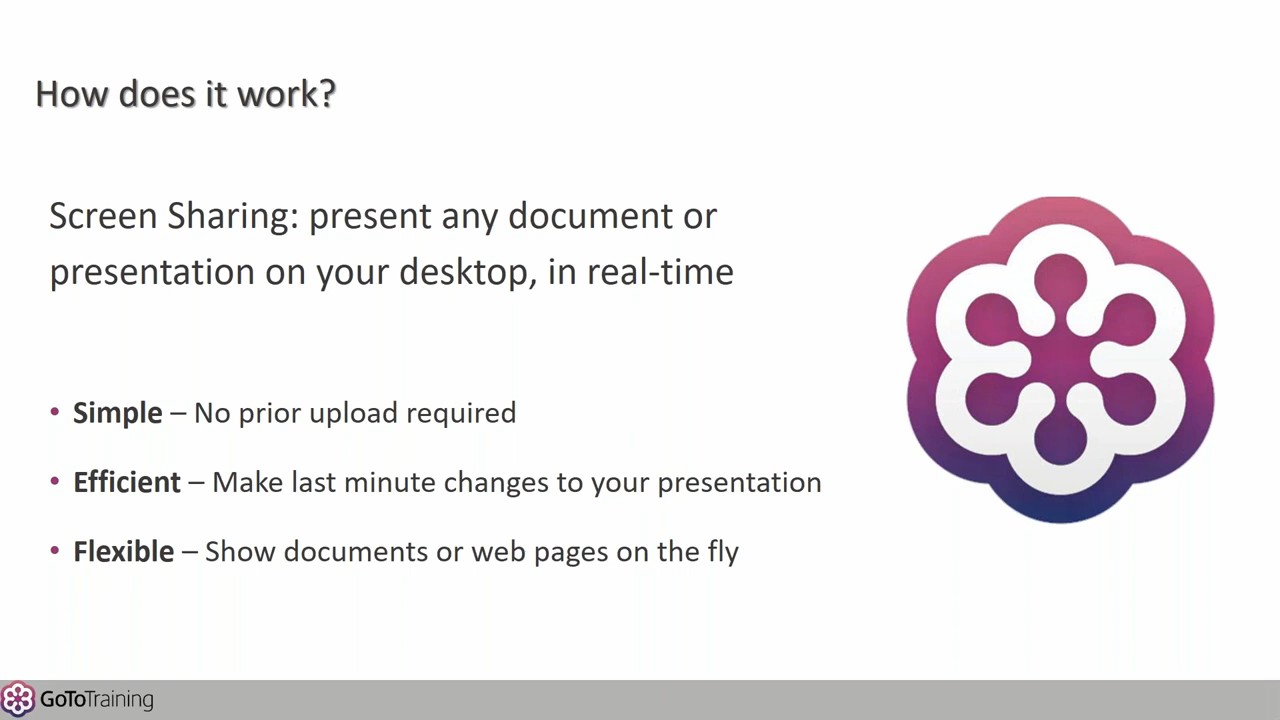 How does it work?
Screen Sharing: present any document or
presentation on your desktop, in real-time
• Simple – No prior upload required
• Efficient – Make last minute changes to your presentation
• Flexible – Show documents or web pages on the fly
GoToTraining